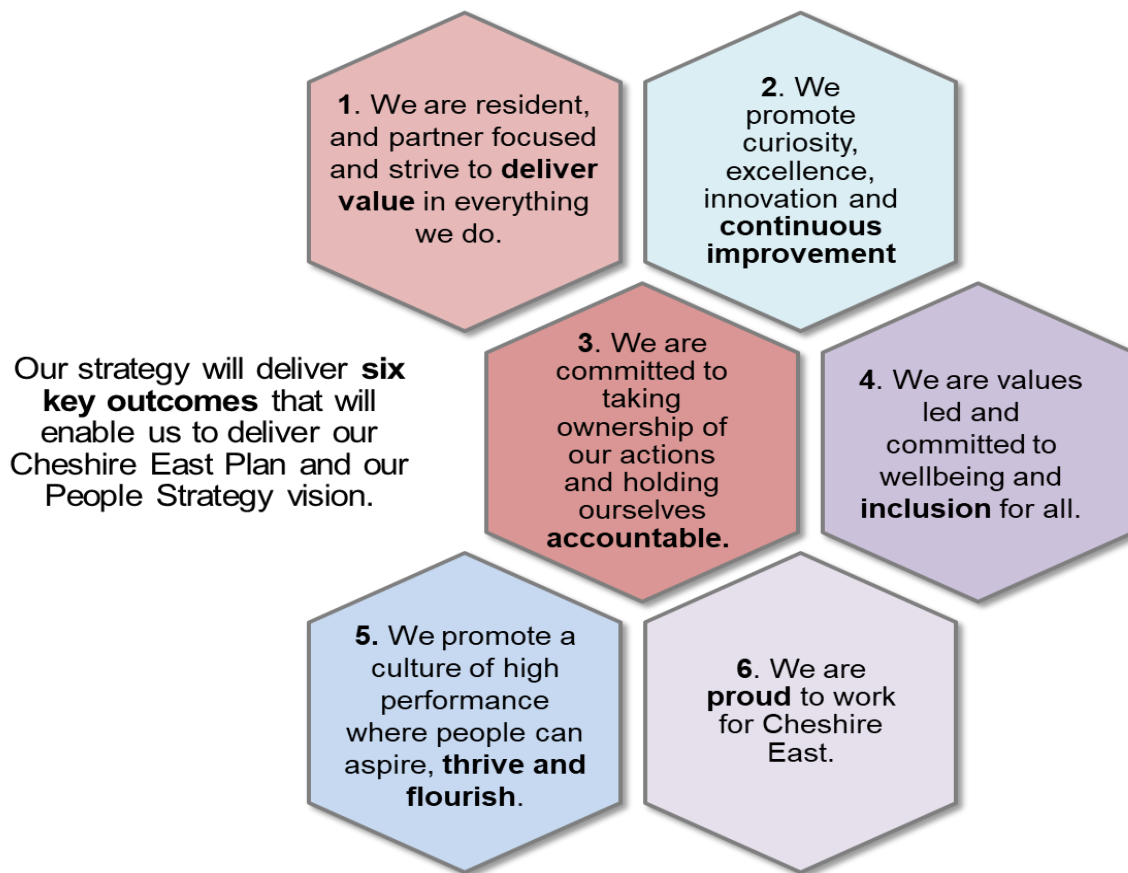 1. We are resident,
and partner focused
and strive to deliver
value in everything
we do.
2. We
promote
curiosity,
excellence,
innovation and
continuous
improvement
Our strategy will deliver six
key outcomes that will
enable us to deliver our
Cheshire East Plan and our
People Strategy vision.
3. We are
committed to
taking
ownership of
our actions
and holding
ourselves
accountable.
4. We are values
led and
committed to
wellbeing and
inclusion for all.
5. We promote a
culture of high
performance
where people can
aspire, thrive and
flourish.
6. We are
proud to work
for Cheshire
East.